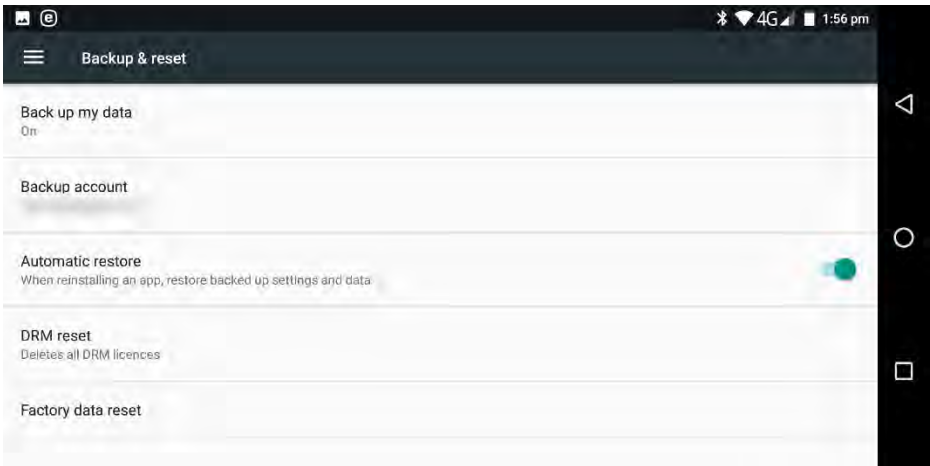 e
4G 1:56 pm
Backup & reset
Back up my data
On
Backup account
Automatic restore
When reinstalling an app, restore backed up settings and data
DRM reset
Deletes all DRM licences
Factory data reset